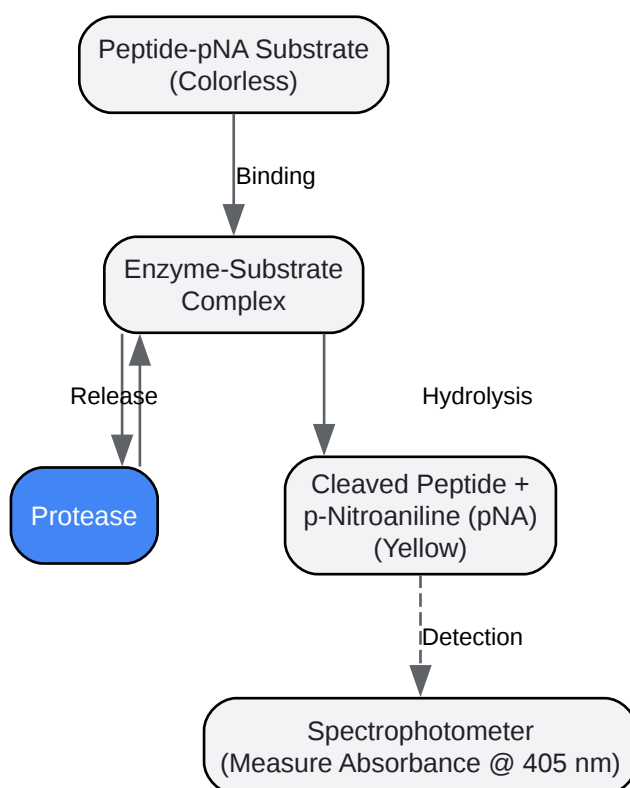 Peptide-pNA Substrate
(Colorless)
Binding
Enzyme-Substrate
Complex
Release
Hydrolysis
Protease
Cleaved Peptide +
p-Nitroaniline (pNA)
(Yellow)
Detection
Spectrophotometer
(Measure Absorbance @ 405 nm)